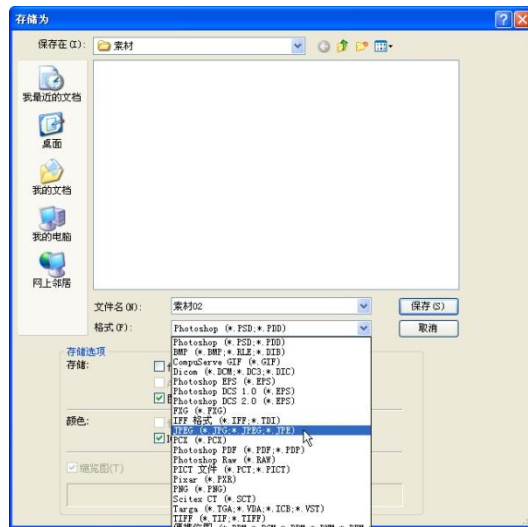 存储为
保存在(I):
素材
我最近的文档
桌面
我的文档
我的电脑
网上邻居
文件名(N):
素材02
保存(S)
格式(F):
Photoshop (*.PSD;*.PDD)
取消
存储选项
存储:
颜色:
缩览图(T)
Photoshop (*.PSD;*.PDD)
BMP (*.BMP;*.RLE;*.DIB)
CompuServe GIF (*.GIF)
Dicom (*.DCM;*.DC3;*.DIC)
Photoshop EPS (*.EPS)
Photoshop DCS 1.0 (*.EPS)
Photoshop DCS 2.0 (*.EPS)
FXG (*.FXG)
IFF 格式 (*.IFF;*.TDI)
JPEG (*.JPG;*.JPEG;*.JPE)
PCX (*.PCX)
Photoshop PDF (*.PDF;*.PDP)
Photoshop Raw (*.RAW)
PICT 文件 (*.PCT;*.PICT)
Pixar (*.PXR)
PNG (*.PNG)
Scitex CT (*.SCT)
Targa (*.TGA;*.VDA;*.ICB;*.VST)
TIFF (*.TIF;*.TIFF)